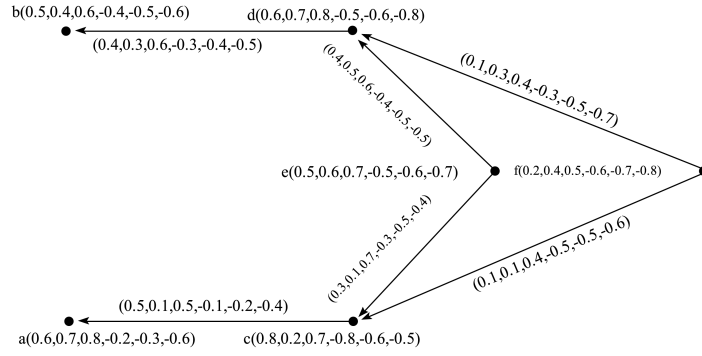 b(0.5,0.4,0.6,-0.4,-0.5,-0.6)
d(0.6,0.7,0.8,-0.5,-0.6,-0.8)
(0.4,0.3,0.6,-0.3,-0.4,-0.5)
(0.1,0.3,0.4,-0.3,-0.5,-0.7)
(0.4,0.5,0.6,-0.4,-0.5,-0.5)
e(0.5,0.6,0.7,-0.5,-0.6,-0.7)
f(0.2,0.4,0.5,-0.6,-0.7,-0.8)
(0.3,0.1,0.7,-0.3,-0.5,-0.4)
(0.1,0.1,0.4,-0.5,-0.5,-0.6)
(0.5,0.1,0.5,-0.1,-0.2,-0.4)
a(0.6,0.7,0.8,-0.2,-0.3,-0.6)
c(0.8,0.2,0.7,-0.8,-0.6,-0.5)